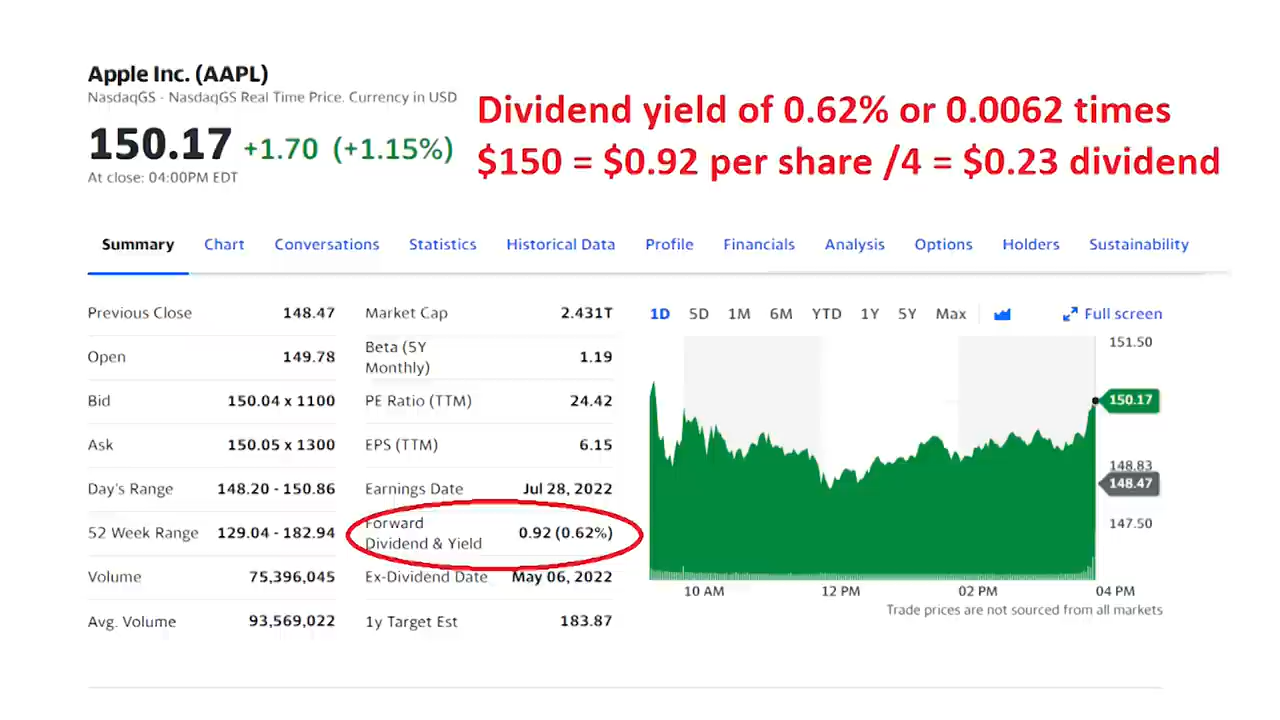 Apple Inc. (AAPL)
NasdaqGS - NasdaqGS Real Time Price. Currency in USD
150.17 +1.70 (+1.15%)
At close: 04:00PM EDT
Dividend yield of 0.62% or 0.0062 times
$150 = $0.92 per share /4 = $0.23 dividend
Summary Chart Conversations Statistics Historical Data Profile Financials Analysis Options Holders Sustainability
Previous Close 148.47
Open 149.78
Bid 150.04 x 1100
Ask 150.05 x 1300
Day's Range 148.20 - 150.86
52 Week Range 129.04 - 182.94
Volume 75,396,045
Avg. Volume 93,569,022
Market Cap 2.431T
Beta (5Y
Monthly) 1.19
PE Ratio (TTM) 24.42
EPS (TTM) 6.15
Earnings Date Jul 28, 2022
Forward
Dividend & Yield 0.92 (0.62%)
Ex-Dividend Date May 06, 2022
1y Target Est 183.87
1D 5D 1M 6M YTD 1Y 5Y Max Full screen
151.50
150.17
148.83
148.47
147.50
10 AM 12 PM 02 PM 04 PM
Trade prices are not sourced from all markets